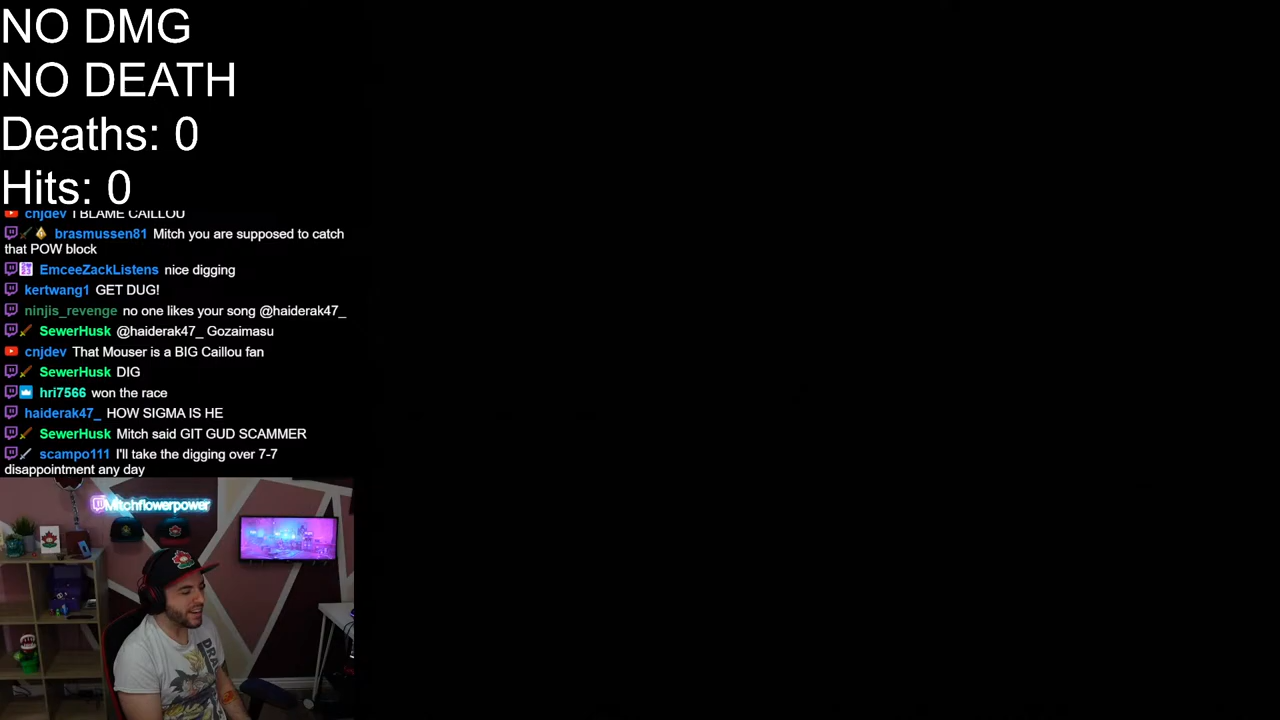 NO DMG
NO DEATH
Deaths: 0
Hits: 0
cnjdev I BLAME CAILLOU
brasmussen81 Mitch you are supposed to catch
that POW block
EmceeZackListens nice digging
kertwang1 GET DUG!
ninjis_revenge no one likes your song @haiderak47_
SewerHusk @haiderak47_ Gozaimasu
cnjdev That Mouser is a BIG Caillou fan
SewerHusk DIG
hri7566 won the race
haiderak47_ HOW SIGMA IS HE
SewerHusk Mitch said GIT GUD SCAMMER
scampo111 I'll take the digging over 7-7
disappointment any day
Mitchflowerpower